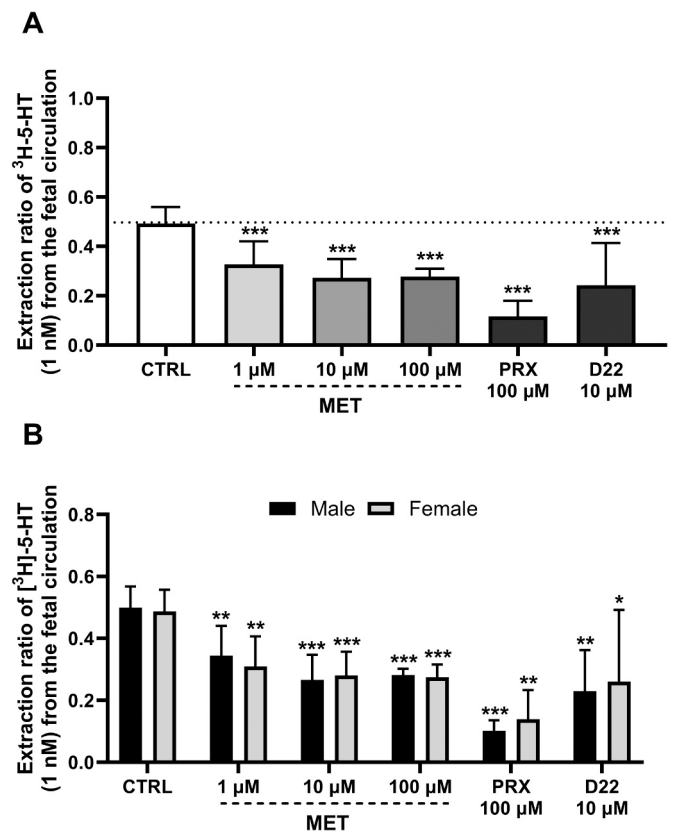 A
Extraction ratio of ³H-5-HT
(1 nM) from the fetal circulation
1.0
0.8
0.6
0.4
0.2
0.0
*** *** *** *** ***
CTRL 1 µM 10 µM 100 µM PRX D22
100 µM 10 µM
MET
B
Extraction ratio of [³H]-5-HT
(1 nM) from the fetal circulation
Male Female
0.8
0.6
0.4
0.2
0.0
** ** *** *** *** *** *** ** ** *
CTRL 1 µM 10 µM 100 µM PRX D22
100 µM 10 µM
MET